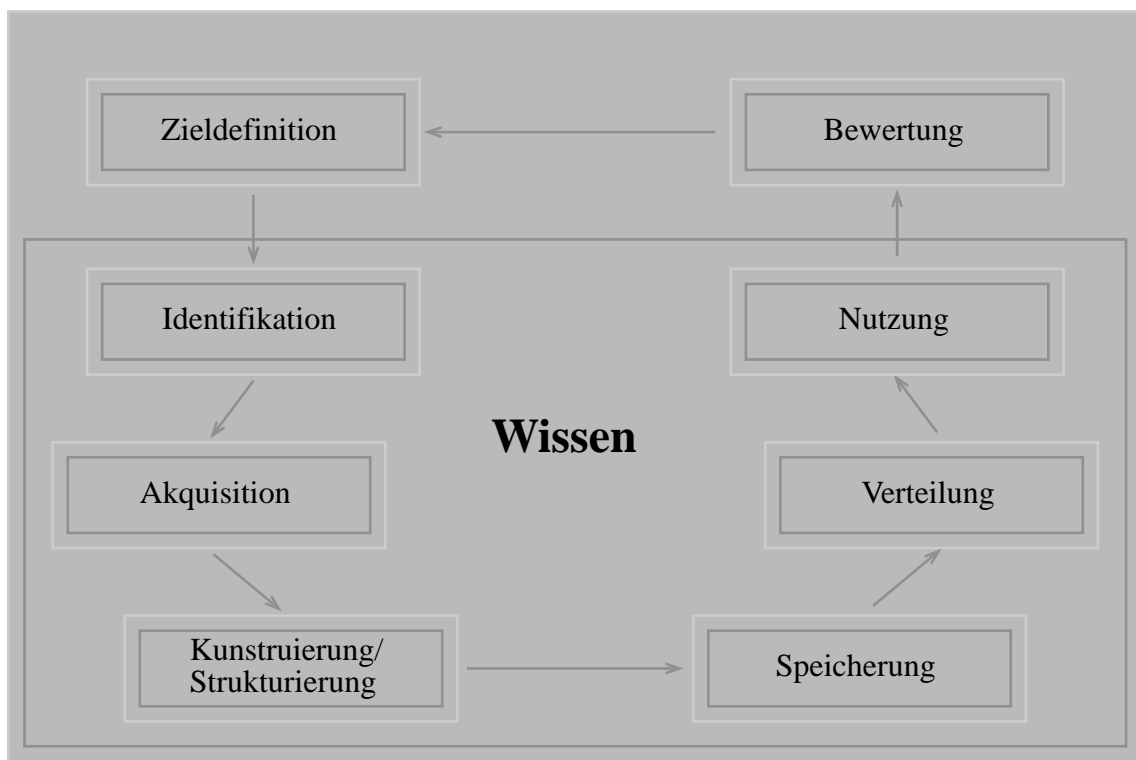 Zieldefinition
Bewertung
Identifikation
Nutzung
Wissen
Akquisition
Verteilung
Kunstruierung/
Strukturierung
Speicherung